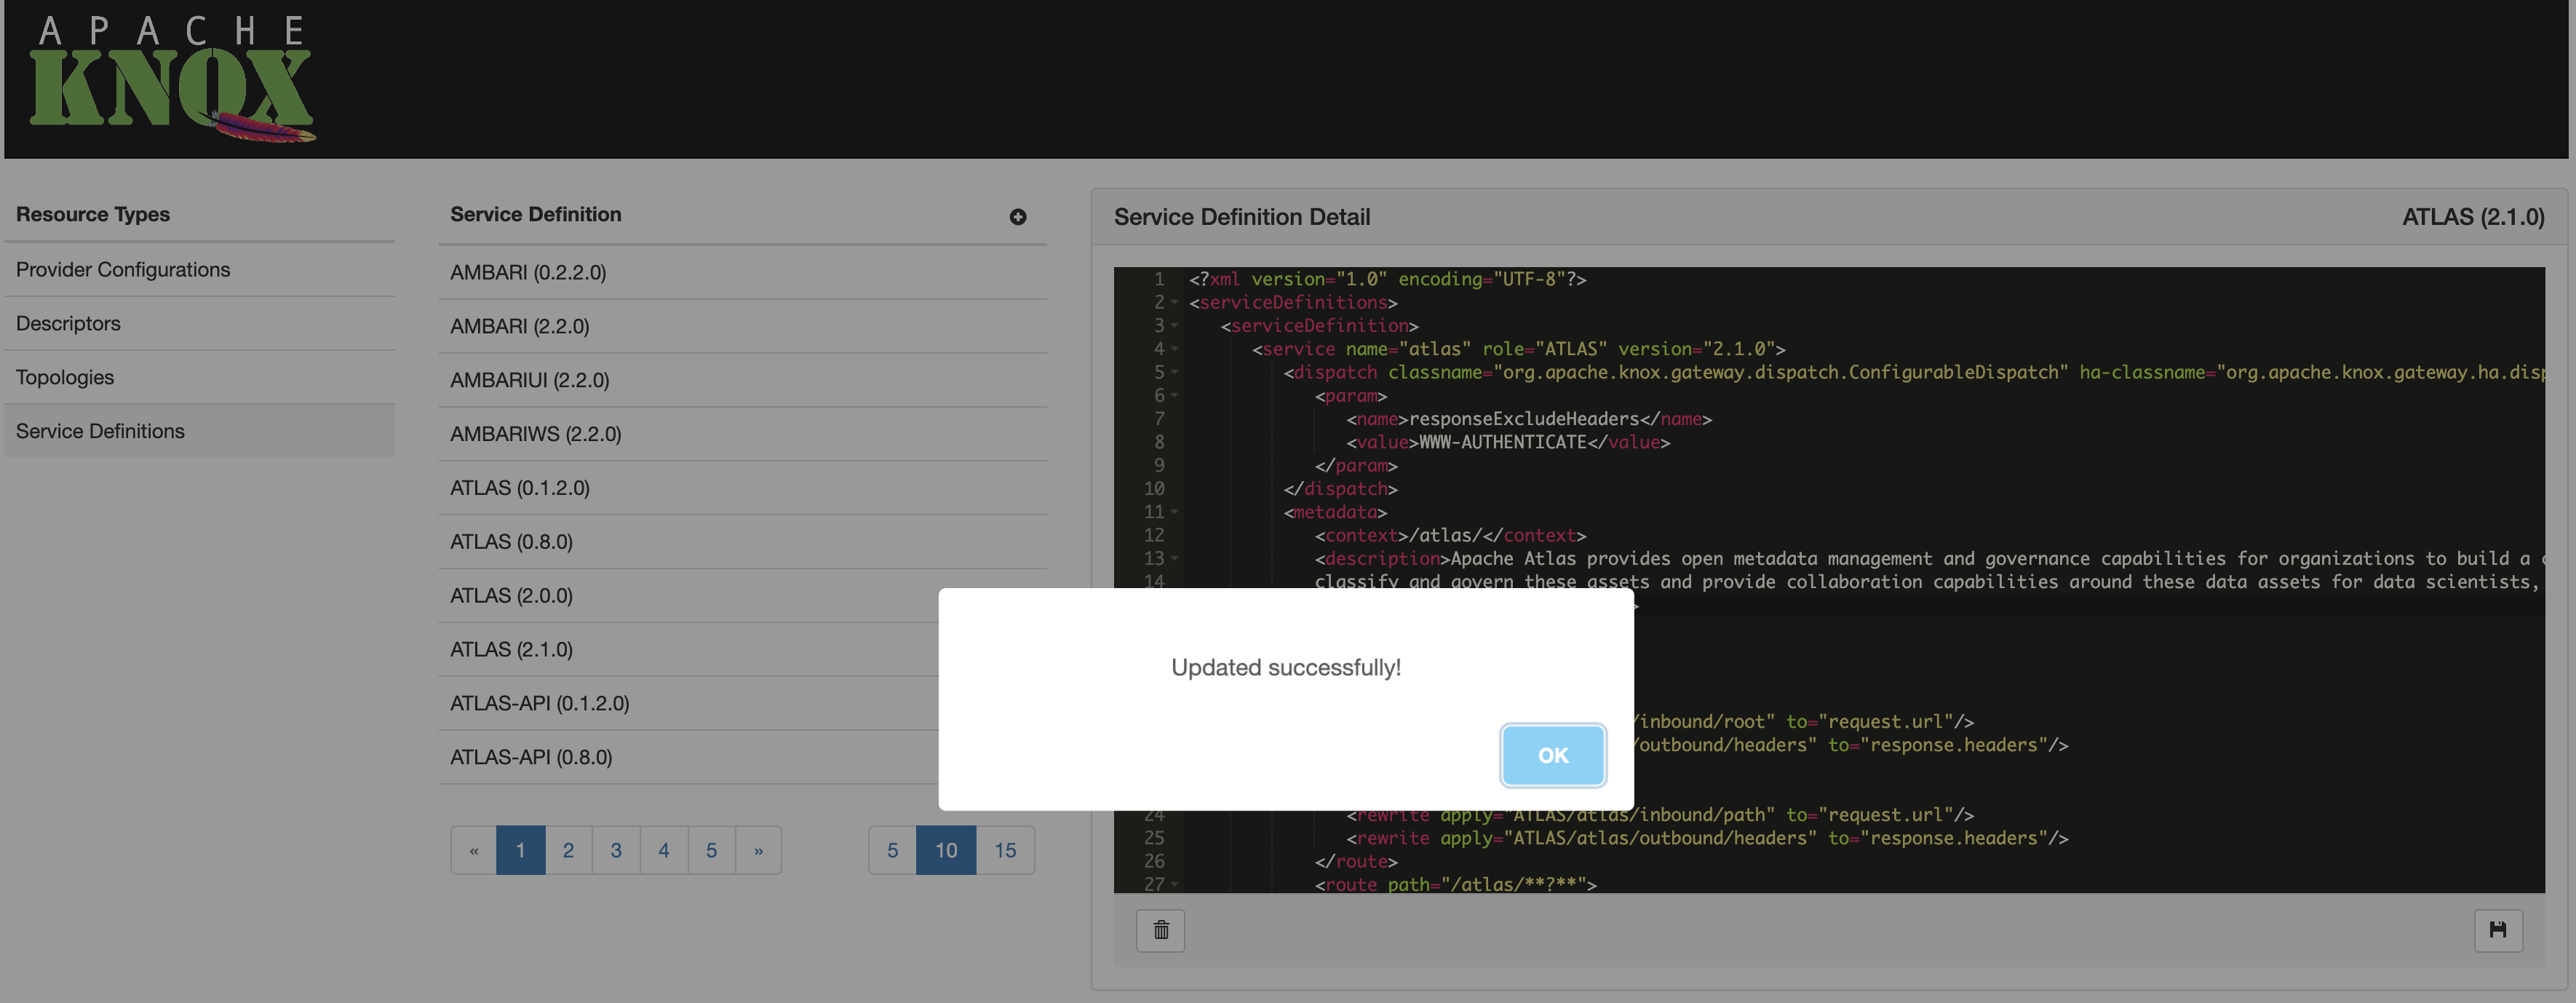 APACHE
KNOX
Resource Types
Provider Configurations
Descriptors
Topologies
Service Definitions
Service Definition
AMBARI (0.2.2.0)
AMBARI (2.2.0)
AMBARIUI (2.2.0)
AMBARIWS (2.2.0)
ATLAS (0.1.2.0)
ATLAS (0.8.0)
ATLAS (2.0.0)
ATLAS (2.1.0)
ATLAS-API (0.1.2.0)
ATLAS-API (0.8.0)
« 1 2 3 4 5 »
5 10 15
Service Definition Detail ATLAS (2.1.0)
1 <?xml version="1.0" encoding="UTF-8"?>
2 <serviceDefinitions>
3 <serviceDefinition>
4 <service name="atlas" role="ATLAS" version="2.1.0">
5 <dispatch classname="org.apache.knox.gateway.dispatch.ConfigurableDispatch" ha-classname="org.apache.knox.gateway.ha.disp
6 <param>
7 <name>responseExcludeHeaders</name>
8 <value>WWW-AUTHENTICATE</value>
9 </param>
10 </dispatch>
11 <metadata>
12 <context>/atlas/</context>
13 <description>Apache Atlas provides open metadata management and governance capabilities for organizations to build a
14 classify and govern these assets and provide collaboration capabilities around these data assets for data scientists,
>
/inbound/root" to="request.url"/>
/outbound/headers" to="response.headers"/>
24 <rewrite apply="ATLAS/atlas/inbound/path" to="request.url"/>
25 <rewrite apply="ATLAS/atlas/outbound/headers" to="response.headers"/>
26 </route>
27 <route path="/atlas/**?**">
Updated successfully!
OK